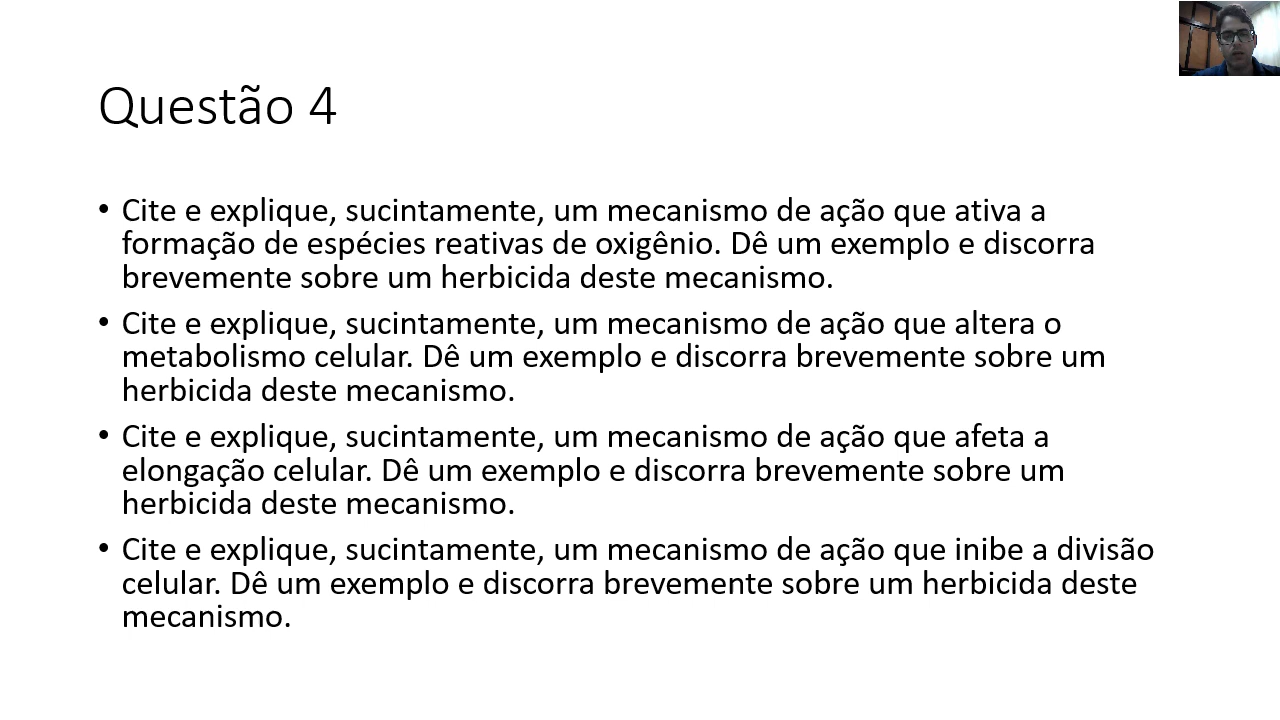 Questão 4
• Cite e explique, sucintamente, um mecanismo de ação que ativa a
formação de espécies reativas de oxigênio. Dê um exemplo e discorra
brevemente sobre um herbicida deste mecanismo.
• Cite e explique, sucintamente, um mecanismo de ação que altera o
metabolismo celular. Dê um exemplo e discorra brevemente sobre um
herbicida deste mecanismo.
• Cite e explique, sucintamente, um mecanismo de ação que afeta a
elongação celular. Dê um exemplo e discorra brevemente sobre um
herbicida deste mecanismo.
• Cite e explique, sucintamente, um mecanismo de ação que inibe a divisão
celular. Dê um exemplo e discorra brevemente sobre um herbicida deste
mecanismo.